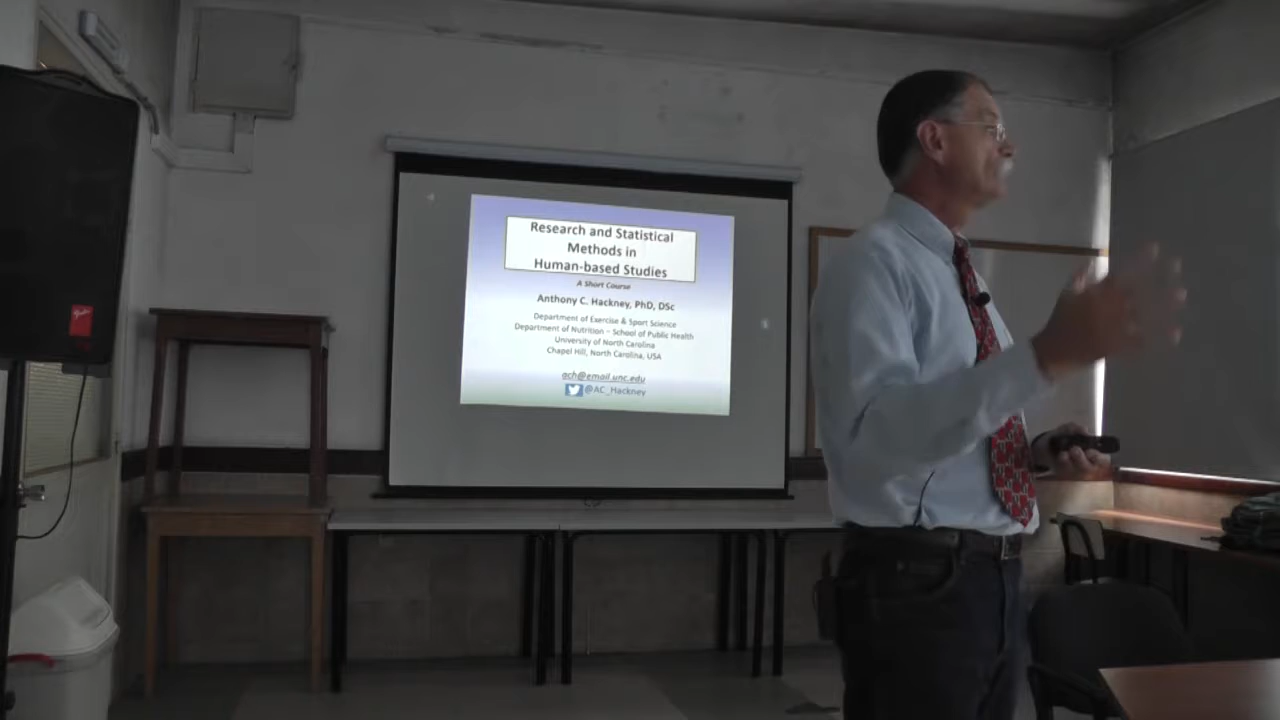 Research and Statistical
Methods in
Human-based Studies
A Short Course
Anthony C. Hackney, PhD, DSc
Department of Exercise & Sport Science
Department of Nutrition – School of Public Health
University of North Carolina
Chapel Hill, North Carolina, USA
ach@email.unc.edu
@AC_Hackney
Fender